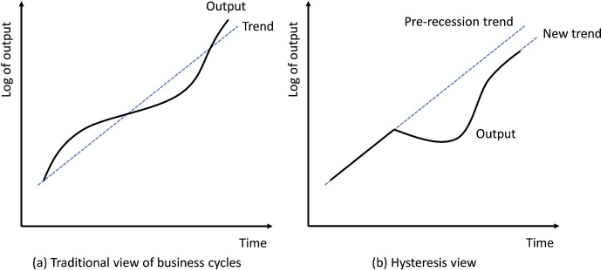 Output
Trend
Log of output
Time
(a) Traditional view of business cycles
Pre-recession trend
New trend
Log of output
Output
Time
(b) Hysteresis view